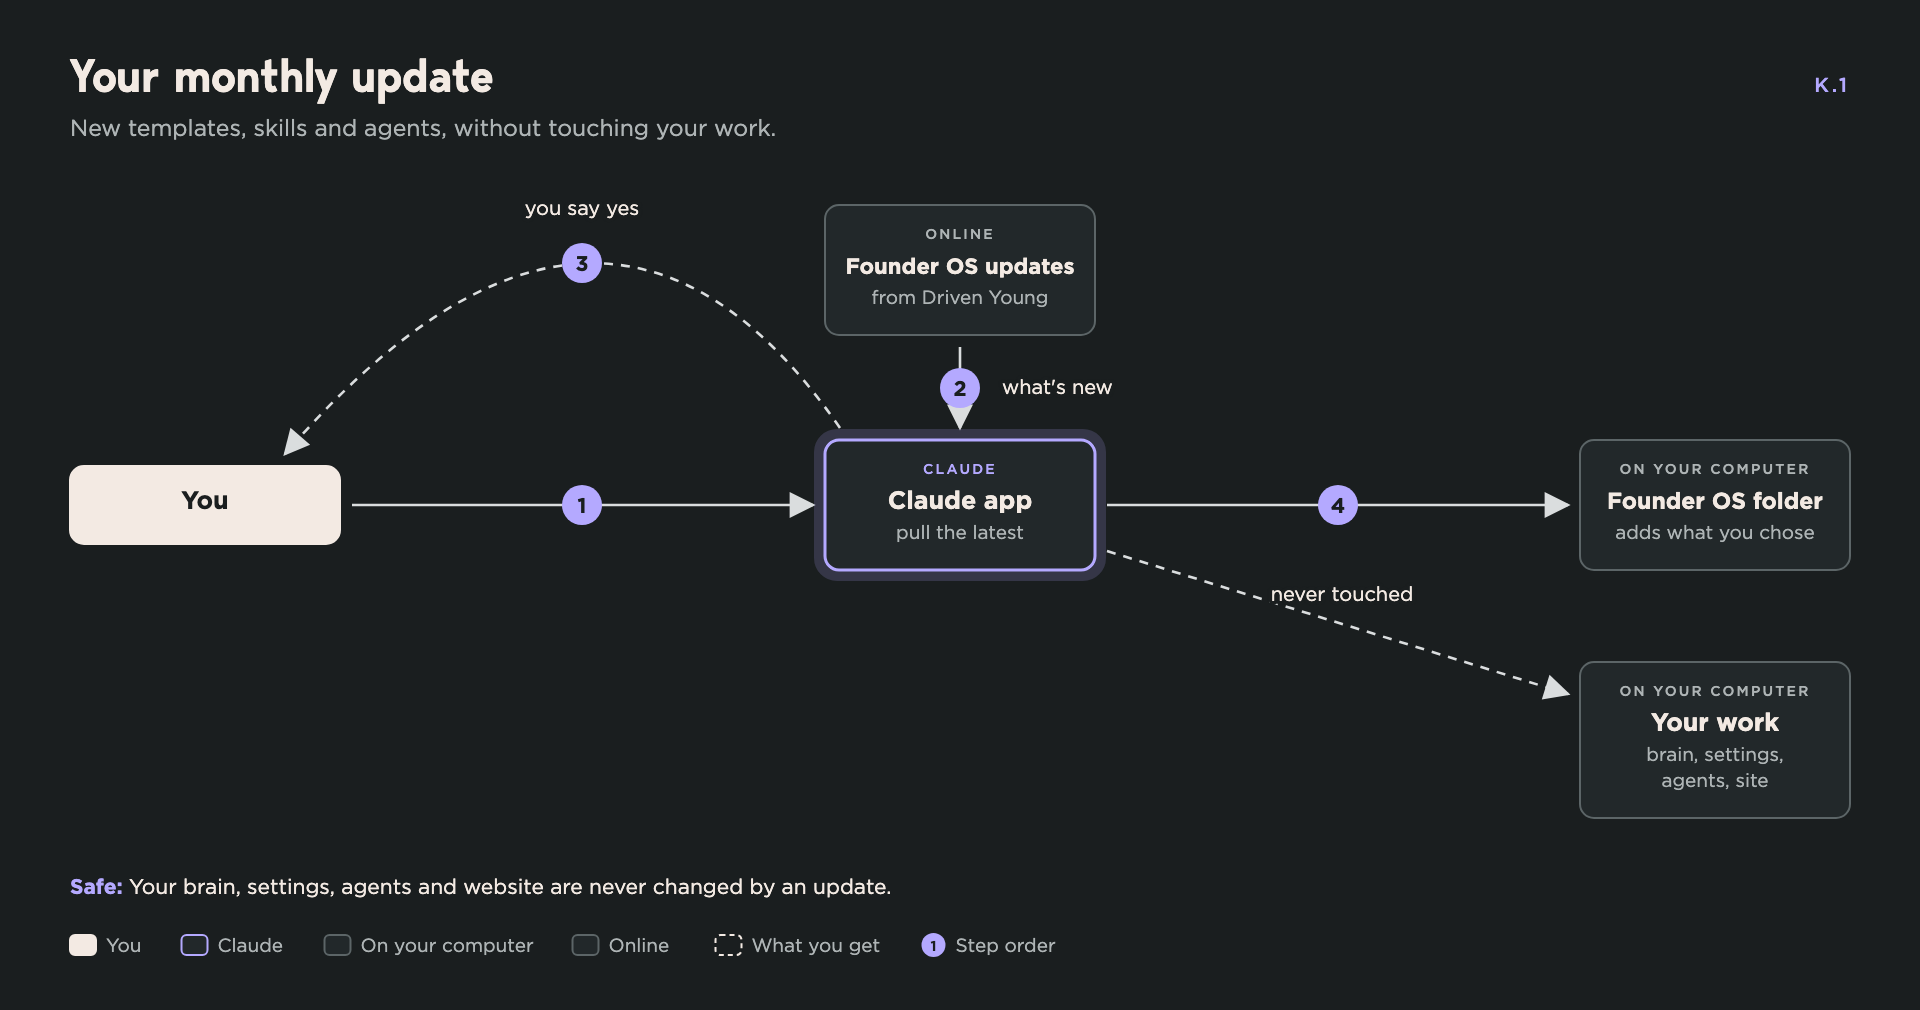 Your monthly update
K.1
New templates, skills and agents, without touching your work.
you say yes
3
ONLINE
Founder OS updates
from Driven Young
2
what's new
You
1
CLAUDE
Claude app
pull the latest
4
ON YOUR COMPUTER
Founder OS folder
adds what you chose
never touched
ON YOUR COMPUTER
Your work
brain, settings,
agents, site
Safe: Your brain, settings, agents and website are never changed by an update.
You
Claude
On your computer
Online
What you get
1
Step order